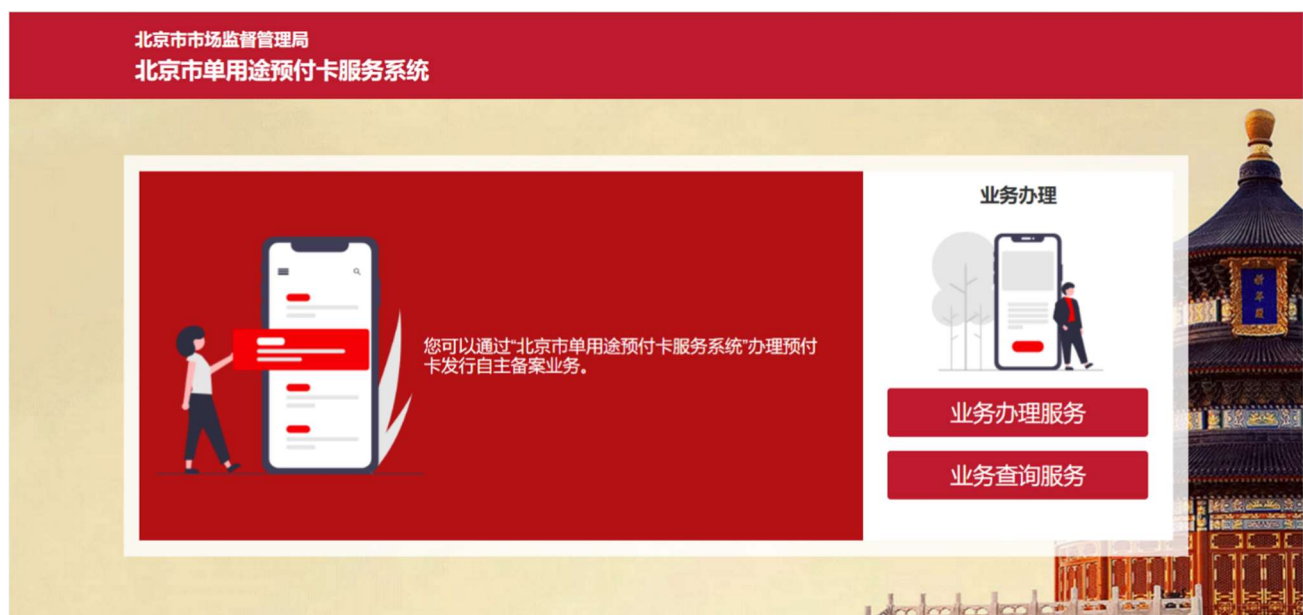 北京市市场监督管理局
北京市单用途预付卡服务系统
您可以通过“北京市单用途预付卡服务系统”办理预付
卡发行自主备案业务。
业务办理
业务办理服务
业务查询服务
祈年殿